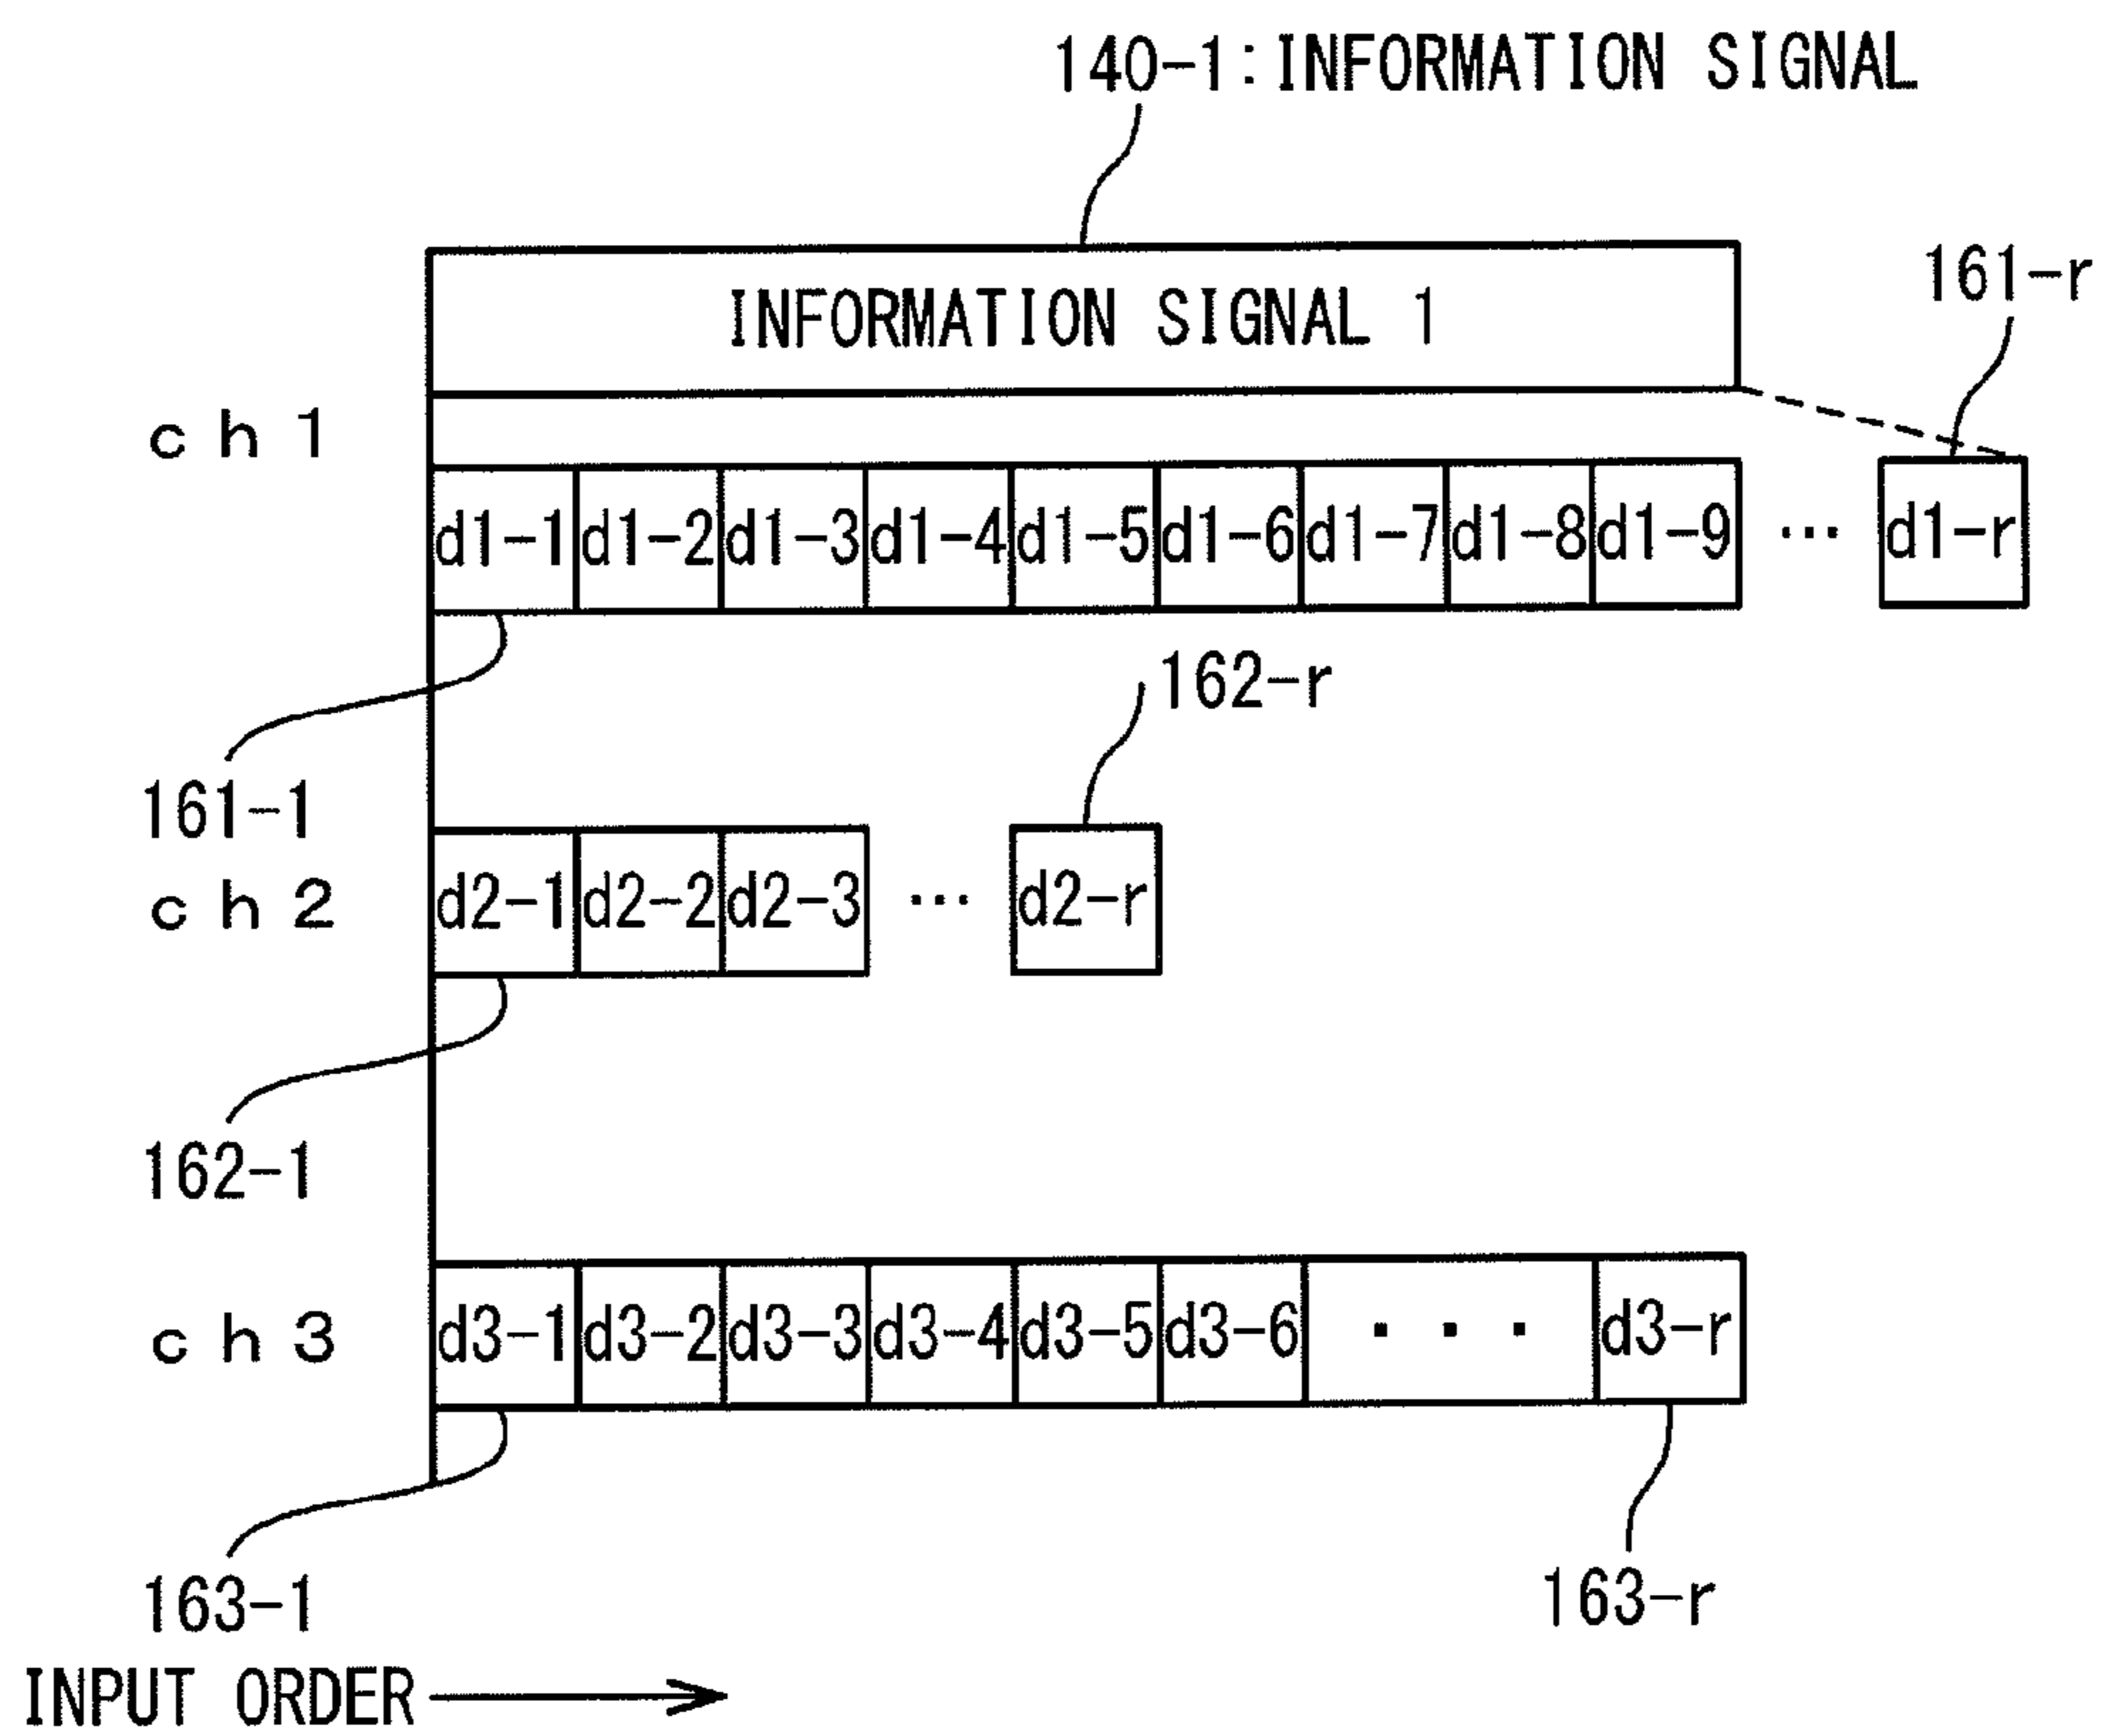 140-1:INFORMATION SIGNAL
INFORMATION SIGNAL 1
161-r
ch1
d1-1 d1-2 d1-3 d1-4 d1-5 d1-6 d1-7 d1-8 d1-9 ... d1-r
162-r
161-1
ch2
d2-1 d2-2 d2-3 ... d2-r
162-1
ch3
d3-1 d3-2 d3-3 d3-4 d3-5 d3-6 ... d3-r
163-1
163-r
INPUT ORDER